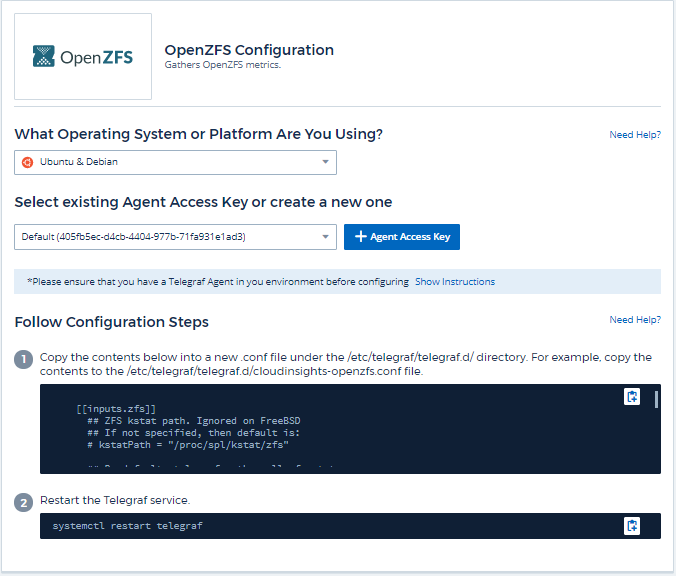 OpenZFS
OpenZFS Configuration
Gathers OpenZFS metrics.
What Operating System or Platform Are You Using?
Need Help?
Ubuntu & Debian
Select existing Agent Access Key or create a new one
Default (405fb5ec-d4cb-4404-977b-71fa931e1ad3)
+ Agent Access Key
*Please ensure that you have a Telegraf Agent in you environment before configuring Show Instructions
Follow Configuration Steps
Need Help?
1 Copy the contents below into a new .conf file under the /etc/telegraf/telegraf.d/ directory. For example, copy the
contents to the /etc/telegraf/telegraf.d/cloudinsights-openzfs.conf file.
[[inputs.zfs]]
## ZFS kstat path. Ignored on FreeBSD
## If not specified, then default is:
# kstatPath = "/proc/spl/kstat/zfs"
2 Restart the Telegraf service.
systemctl restart telegraf